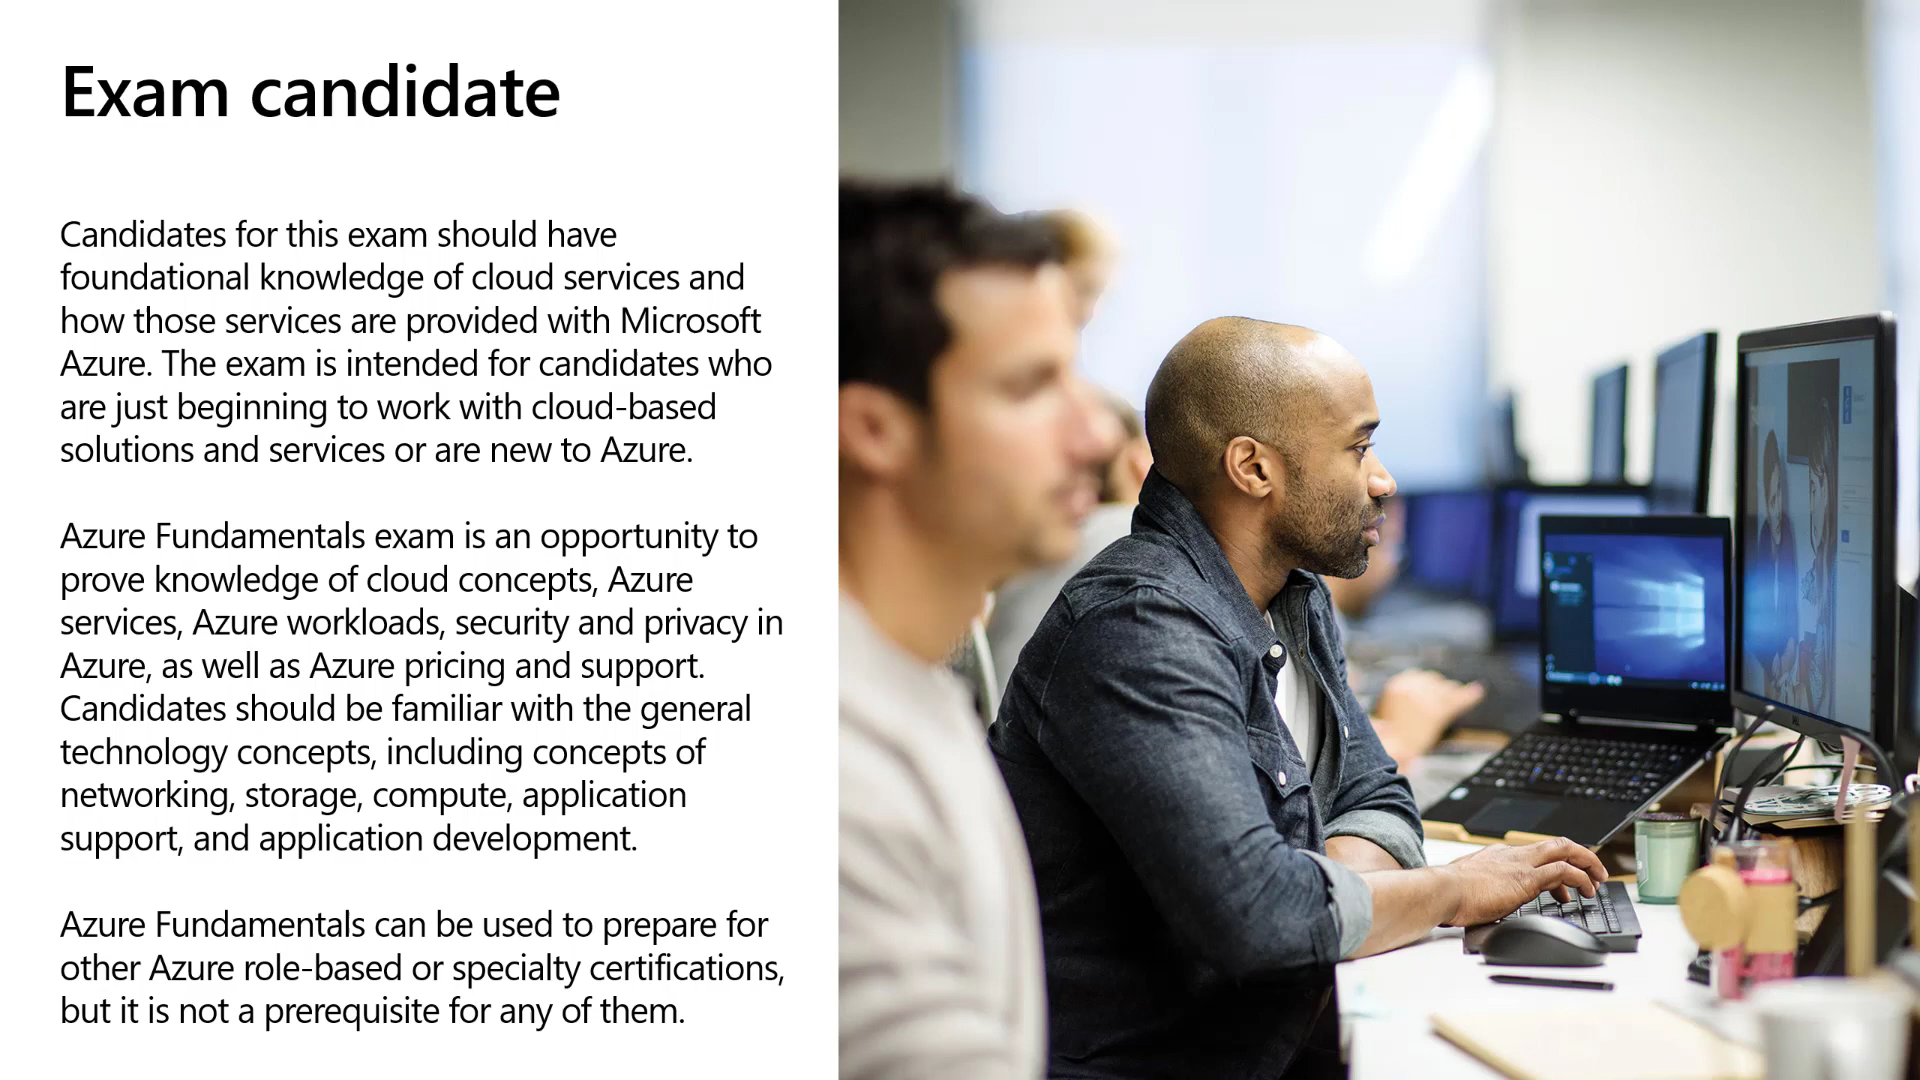 Exam candidate
Candidates for this exam should have
foundational knowledge of cloud services and
how those services are provided with Microsoft
Azure. The exam is intended for candidates who
are just beginning to work with cloud-based
solutions and services or are new to Azure.
Azure Fundamentals exam is an opportunity to
prove knowledge of cloud concepts, Azure
services, Azure workloads, security and privacy in
Azure, as well as Azure pricing and support.
Candidates should be familiar with the general
technology concepts, including concepts of
networking, storage, compute, application
support, and application development.
Azure Fundamentals can be used to prepare for
other Azure role-based or specialty certifications,
but it is not a prerequisite for any of them.